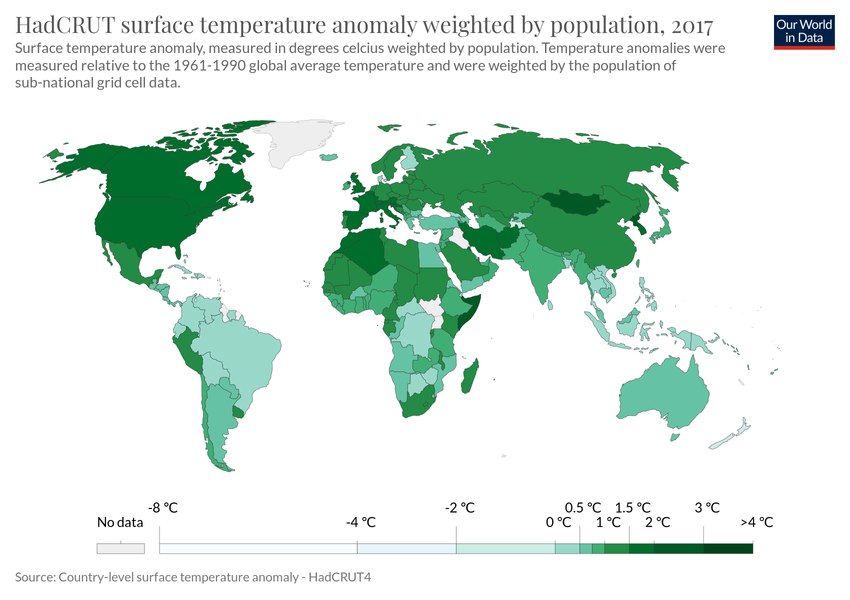 HadCRUT surface temperature anomaly weighted by population, 2017
Our World
in Data
Surface temperature anomaly, measured in degrees celcius weighted by population. Temperature anomalies were
measured relative to the 1961-1990 global average temperature and were weighted by the population of
sub-national grid cell data.
-8 °C -2 °C 0.5 °C 1.5 °C 3 °C
No data -4 °C 0 °C 1 °C 2 °C >4 °C
Source: Country-level surface temperature anomaly - HadCRUT4